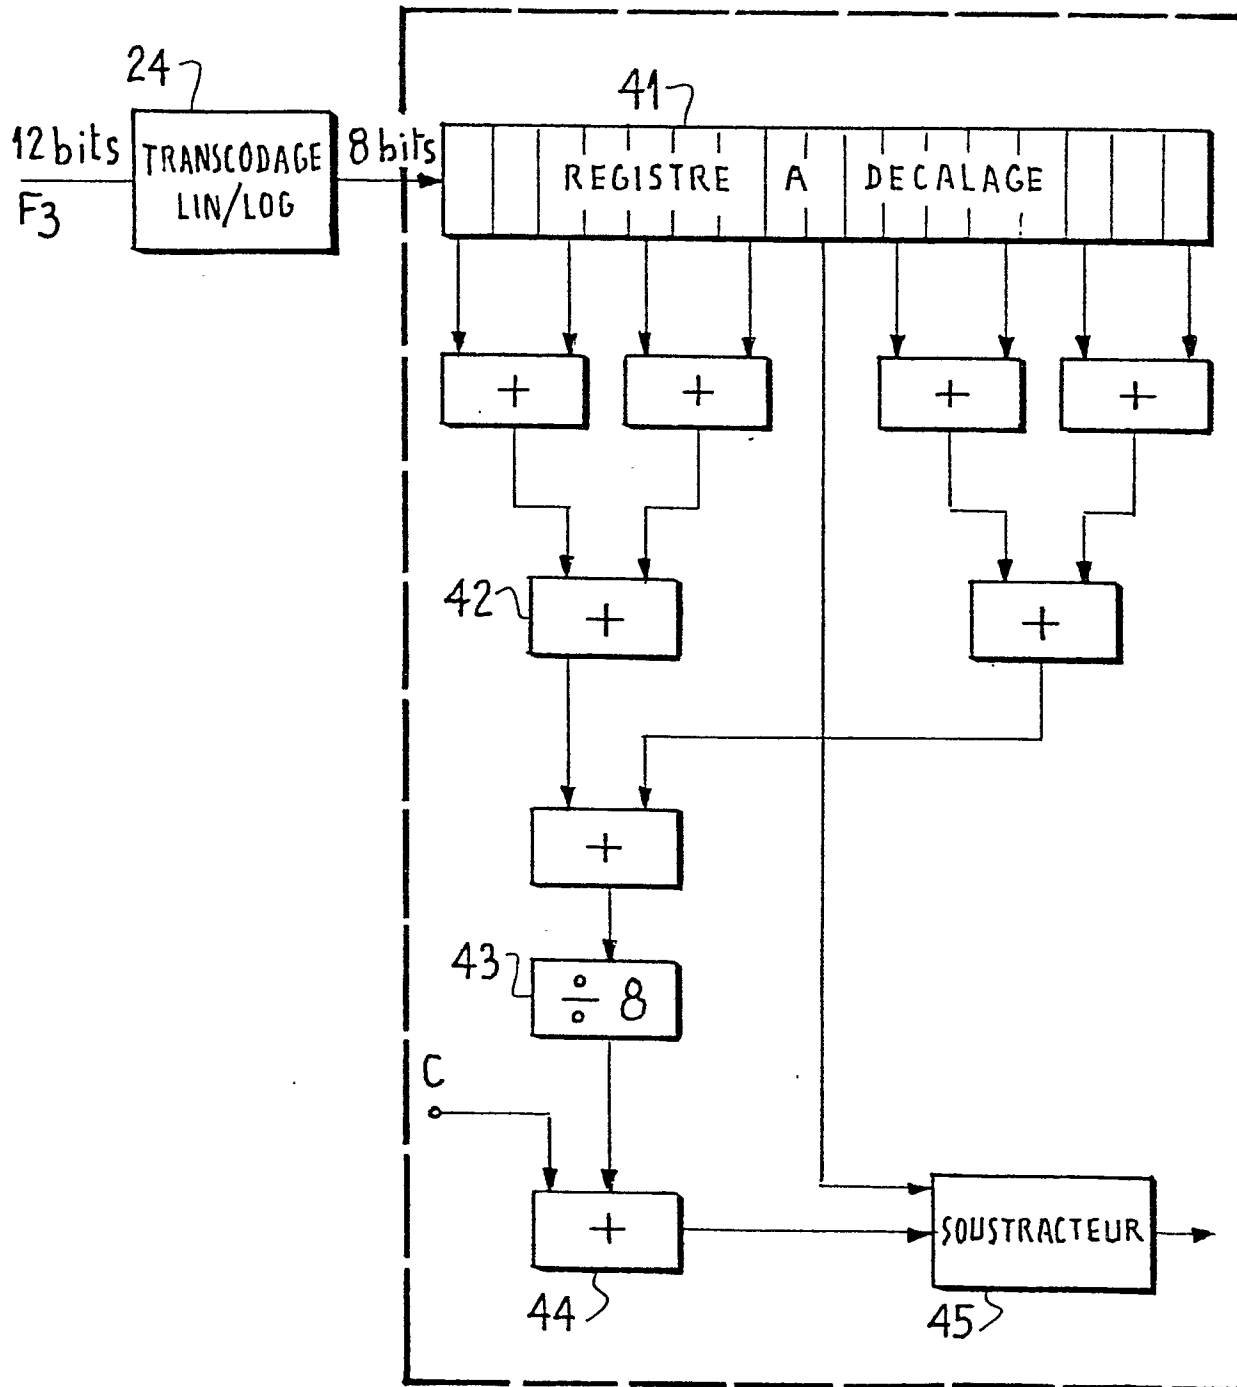 24
41
12 bits
TRANSCODAGE
LIN/LOG
8 bits
F3
REGISTRE A DECALAGE
+
+
+
+
42
+
+
+
43
÷ 8
C
+
SOUSTRACTEUR
44
45